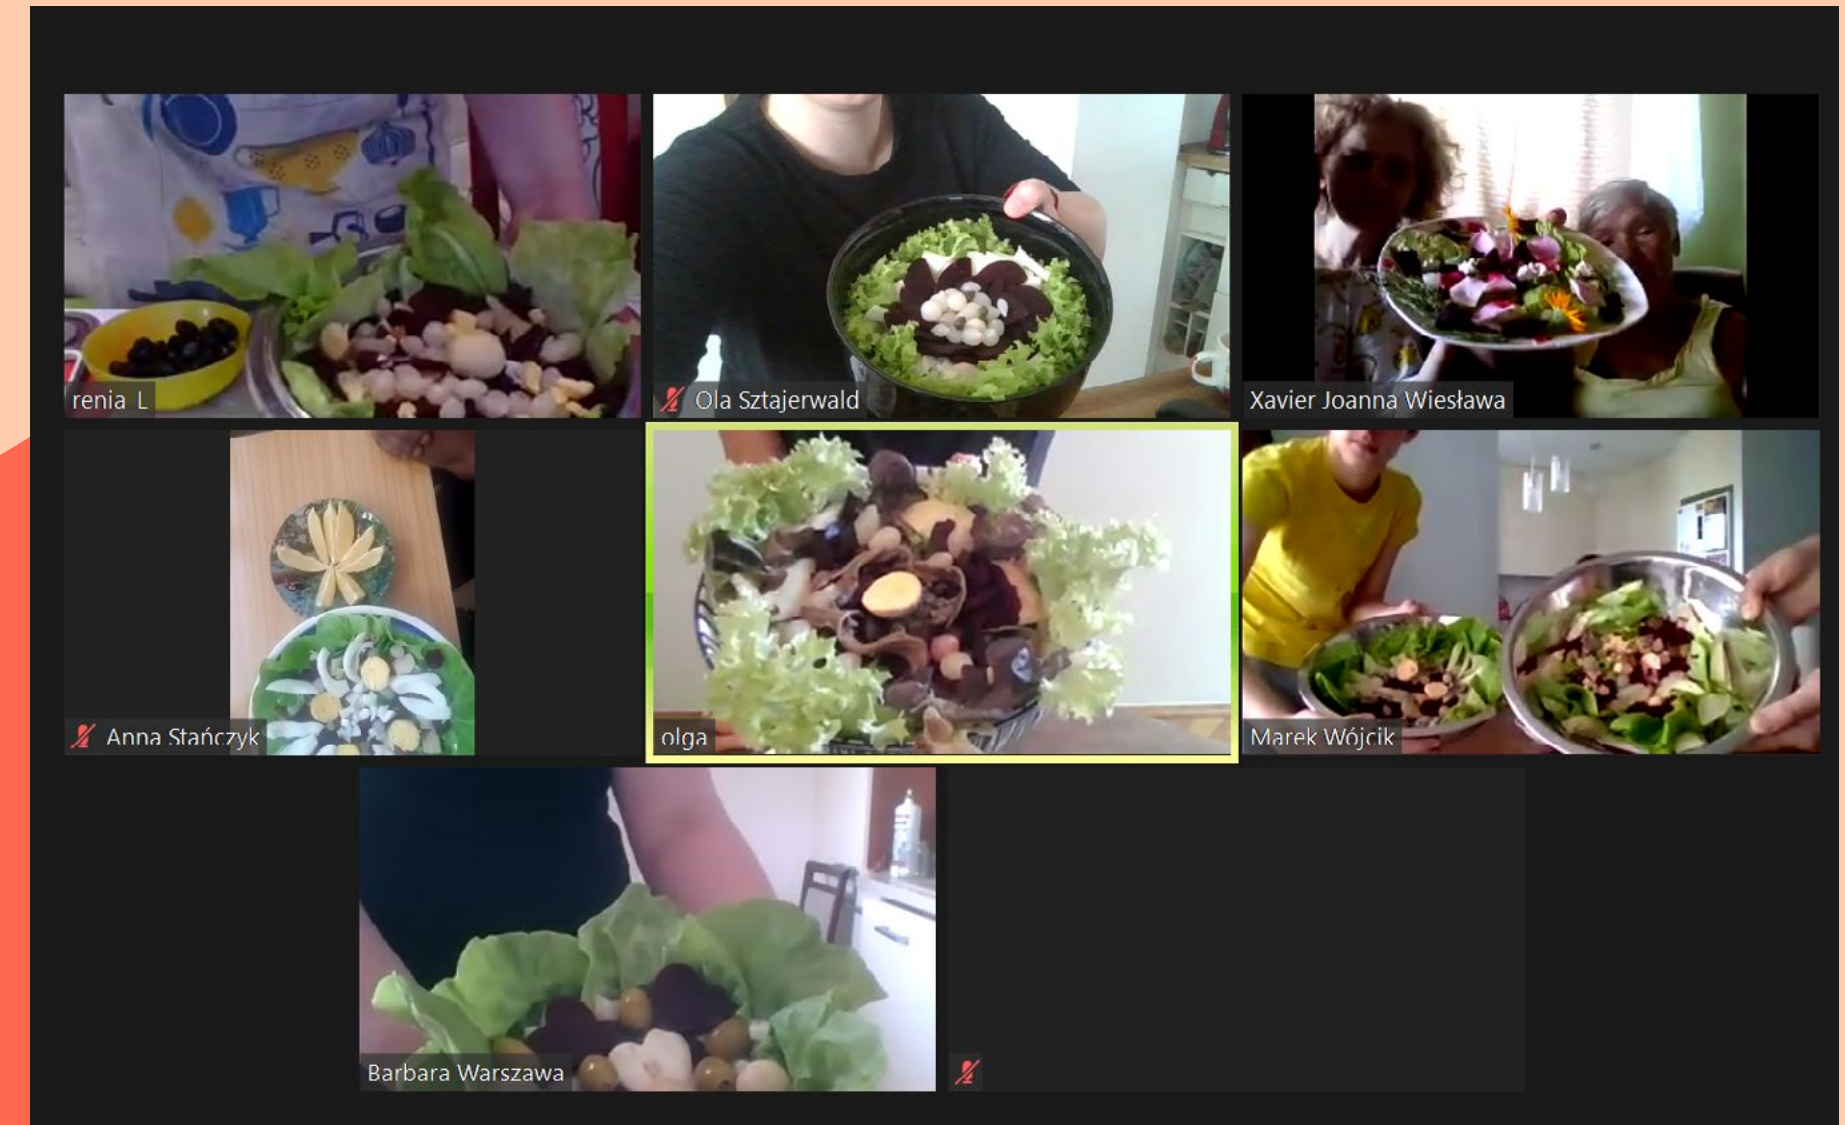 renia L
Ola Sztajerwald
Xavier Joanna Wiesława
Anna Stańczyk
olga
Marek Wójcik
Barbara Warszawa